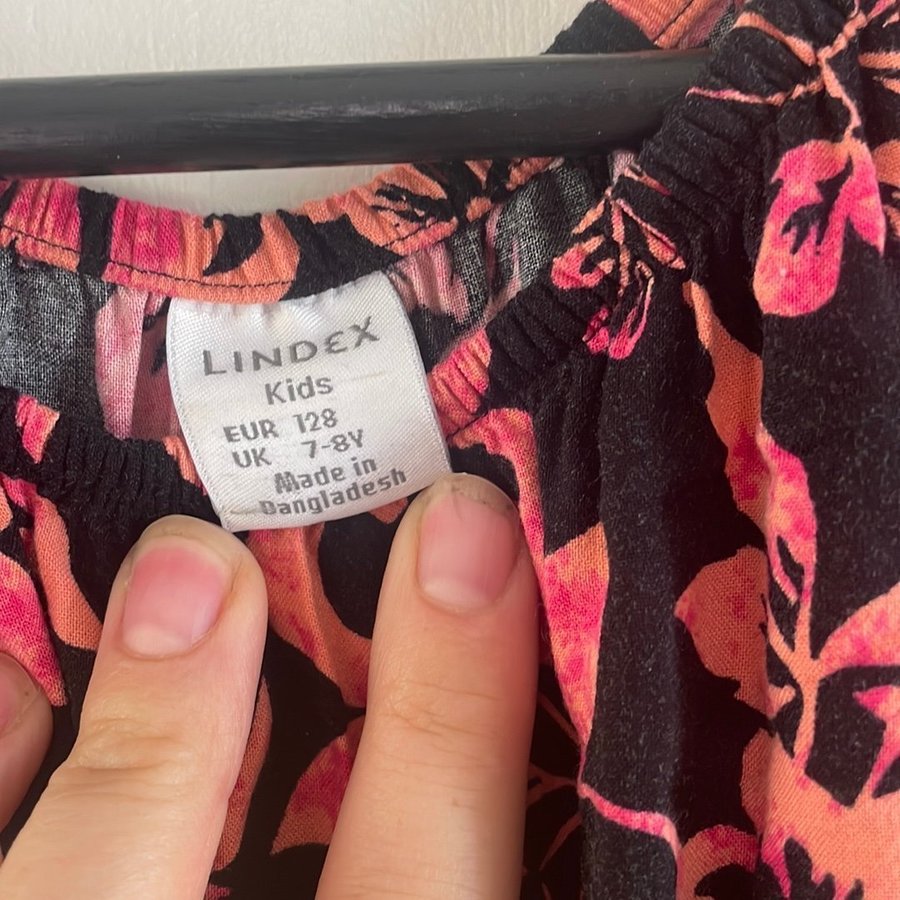 LINDEX
Kids
EUR 128
UK 7-8Y
Made in
Bangladesh